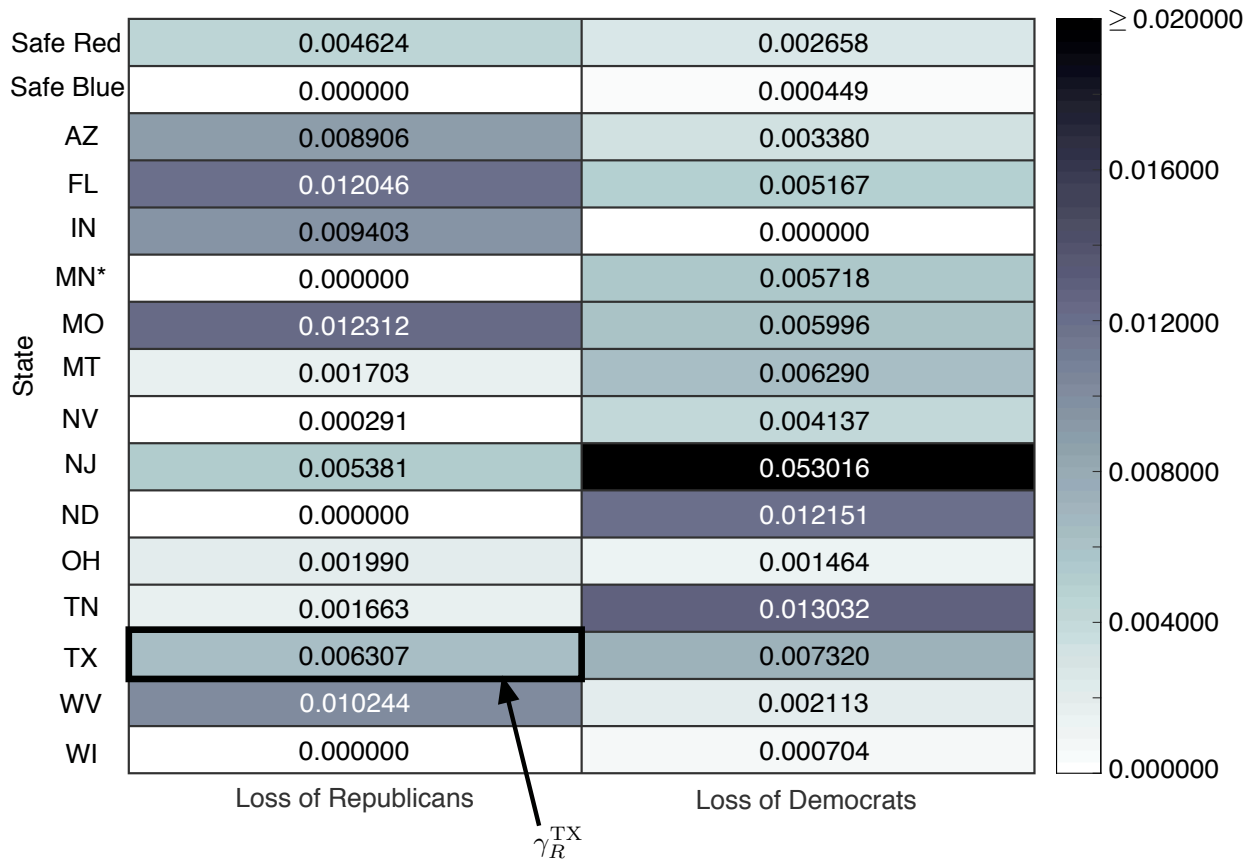 ≥ 0.020000
Safe Red 0.004624 0.002658
Safe Blue 0.000000 0.000449
AZ 0.008906 0.003380
0.016000
FL 0.012046 0.005167
IN 0.009403 0.000000
MN* 0.000000 0.005718
MO 0.012312 0.005996
0.012000
State
MT 0.001703 0.006290
NV 0.000291 0.004137
NJ 0.005381 0.053016
0.008000
ND 0.000000 0.012151
OH 0.001990 0.001464
TN 0.001663 0.013032
0.004000
TX 0.006307 0.007320
WV 0.010244 0.002113
WI 0.000000 0.000704
0.000000
Loss of Republicans Loss of Democrats
γ_R^TX